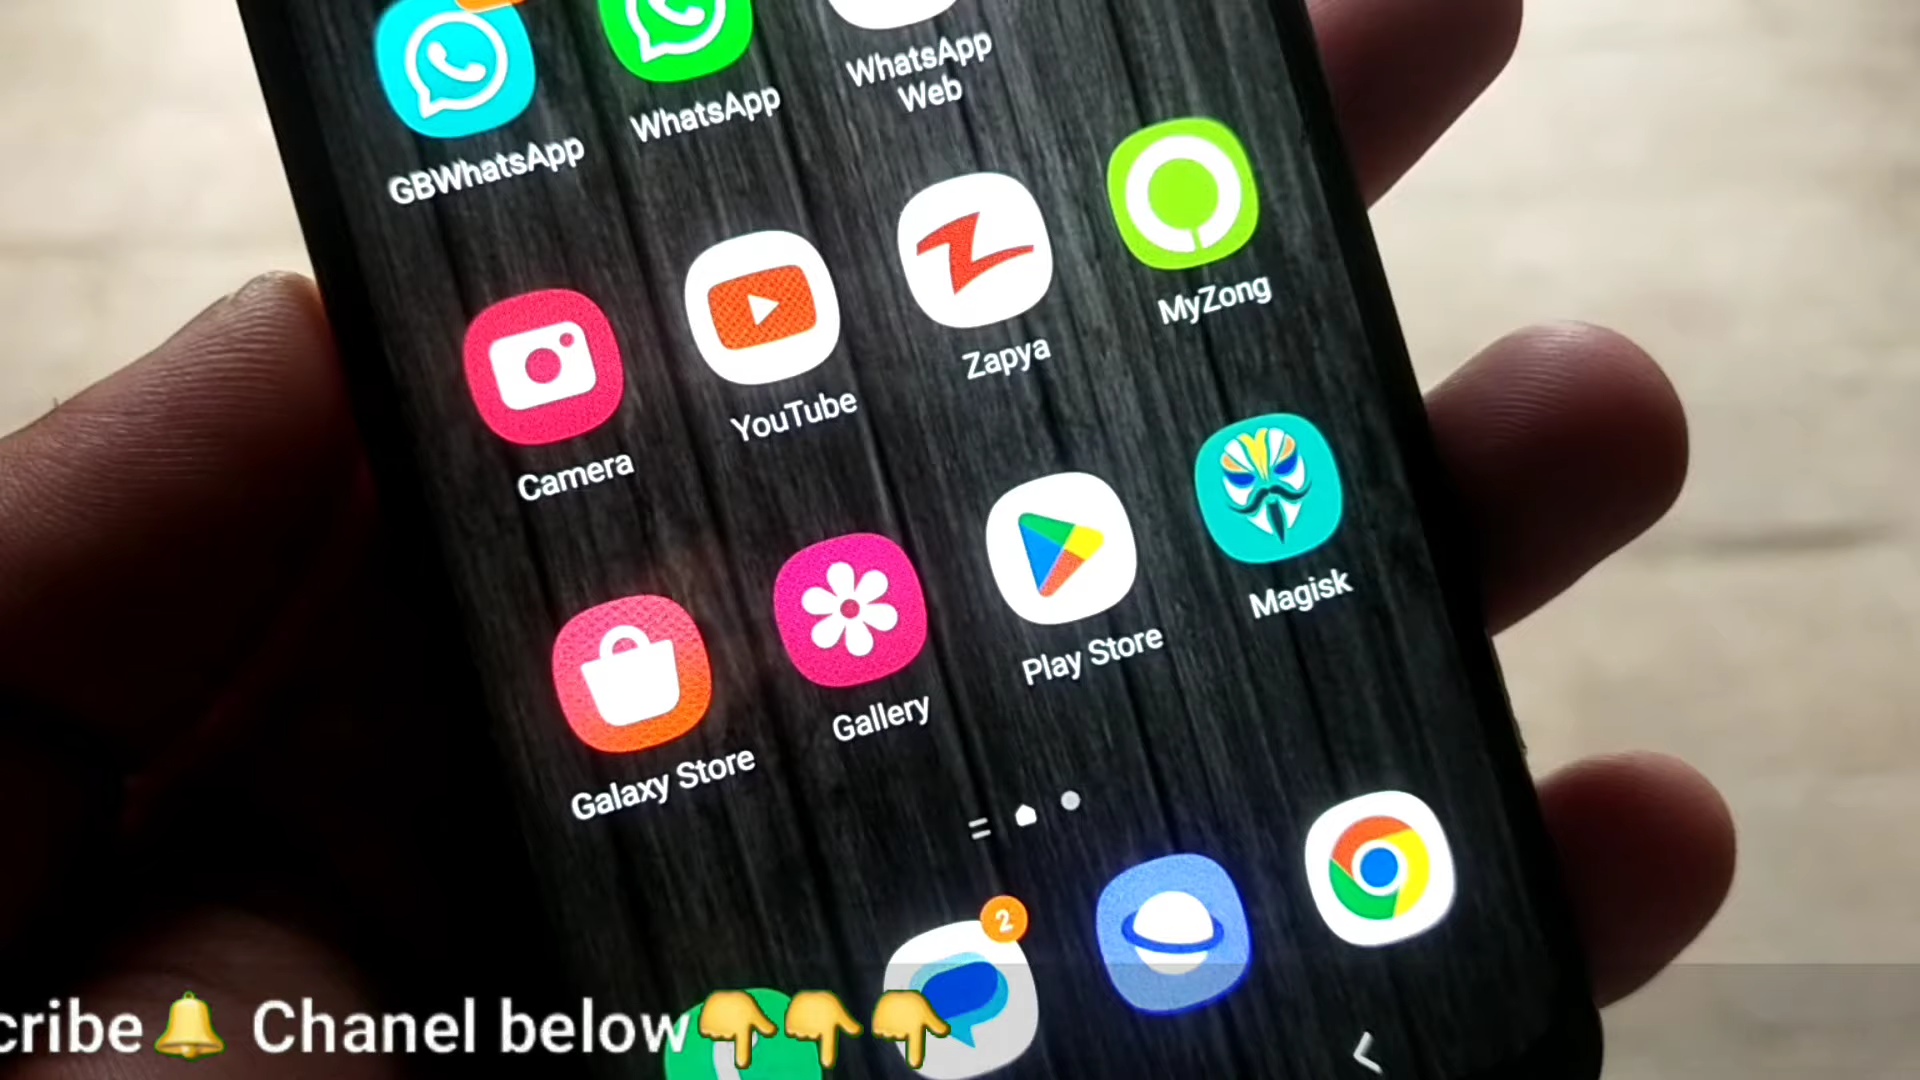 GBWhatsApp
WhatsApp
WhatsApp
Web
Camera
YouTube
Zapya
MyZong
Galaxy Store
Gallery
Play Store
Magisk
2
cribe🔔 Chanel below👇👇👇